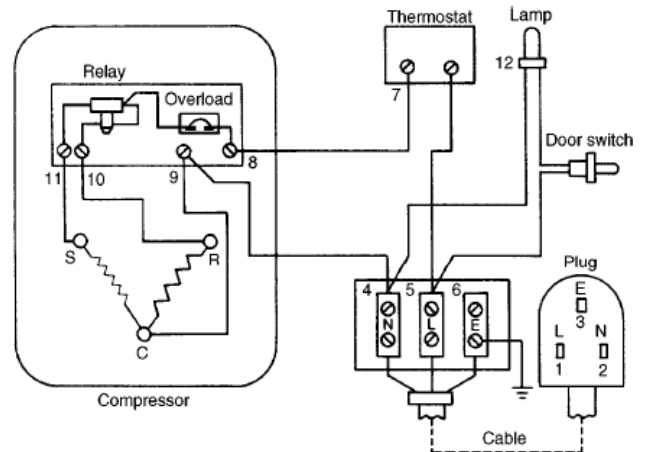 Thermostat
Lamp
Relay
Overload
7
12
Door switch
8
11
10
9
S
R
C
Compressor
4
5
6
N
L
E
Plug
E
3
L
N
1
2
Cable